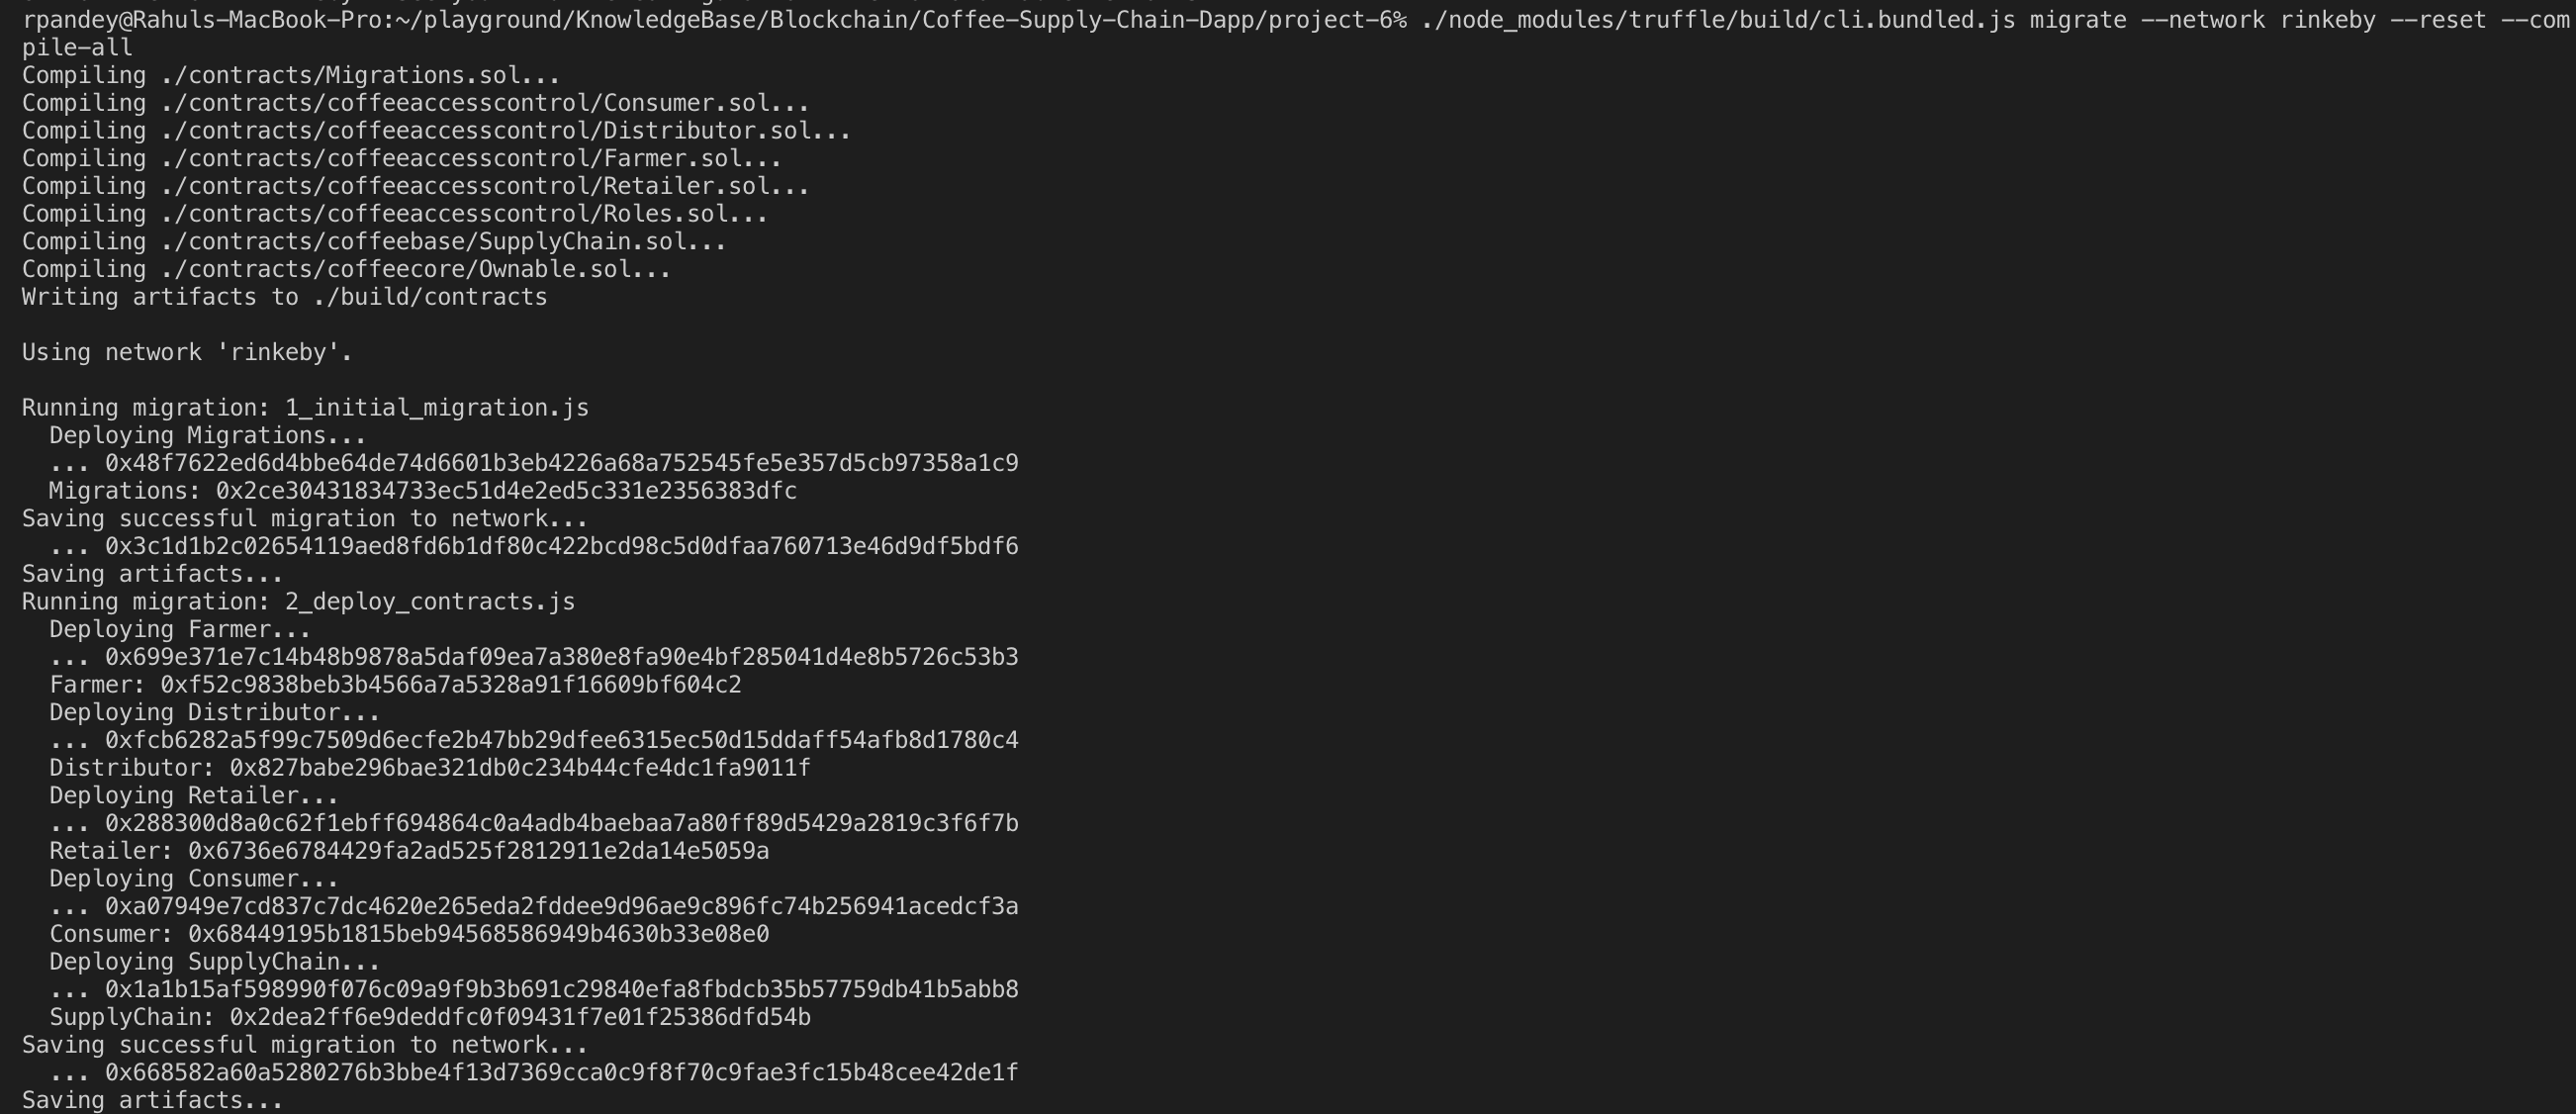 rpandey@Rahuls-MacBook-Pro:~/playground/KnowledgeBase/Blockchain/Coffee-Supply-Chain-Dapp/project-6% ./node_modules/truffle/build/cli.bundled.js migrate --network rinkeby --reset --com
pile-all
Compiling ./contracts/Migrations.sol...
Compiling ./contracts/coffeeaccesscontrol/Consumer.sol...
Compiling ./contracts/coffeeaccesscontrol/Distributor.sol...
Compiling ./contracts/coffeeaccesscontrol/Farmer.sol...
Compiling ./contracts/coffeeaccesscontrol/Retailer.sol...
Compiling ./contracts/coffeeaccesscontrol/Roles.sol...
Compiling ./contracts/coffeebase/SupplyChain.sol...
Compiling ./contracts/coffeecore/Ownable.sol...
Writing artifacts to ./build/contracts

Using network 'rinkeby'.

Running migration: 1_initial_migration.js
  Deploying Migrations...
  ... 0x48f7622ed6d4bbe64de74d6601b3eb4226a68a752545fe5e357d5cb97358a1c9
  Migrations: 0x2ce30431834733ec51d4e2ed5c331e2356383dfc
Saving successful migration to network...
  ... 0x3c1d1b2c02654119aed8fd6b1df80c422bcd98c5d0dfaa760713e46d9df5bdf6
Saving artifacts...
Running migration: 2_deploy_contracts.js
  Deploying Farmer...
  ... 0x699e371e7c14b48b9878a5daf09ea7a380e8fa90e4bf285041d4e8b5726c53b3
  Farmer: 0xf52c9838beb3b4566a7a5328a91f16609bf604c2
  Deploying Distributor...
  ... 0xfcb6282a5f99c7509d6ecfe2b47bb29dfee6315ec50d15ddaff54afb8d1780c4
  Distributor: 0x827babe296bae321db0c234b44cfe4dc1fa9011f
  Deploying Retailer...
  ... 0x288300d8a0c62f1ebff694864c0a4adb4baebaa7a80ff89d5429a2819c3f6f7b
  Retailer: 0x6736e6784429fa2ad525f2812911e2da14e5059a
  Deploying Consumer...
  ... 0xa07949e7cd837c7dc4620e265eda2fddee9d96ae9c896fc74b256941acedcf3a
  Consumer: 0x68449195b1815beb94568586949b4630b33e08e0
  Deploying SupplyChain...
  ... 0x1a1b15af598990f076c09a9f9b3b691c29840efa8fbdcb35b57759db41b5abb8
  SupplyChain: 0x2dea2ff6e9deddfc0f09431f7e01f25386dfd54b
Saving successful migration to network...
  ... 0x668582a60a5280276b3bbe4f13d7369cca0c9f8f70c9fae3fc15b48cee42de1f
Saving artifacts...